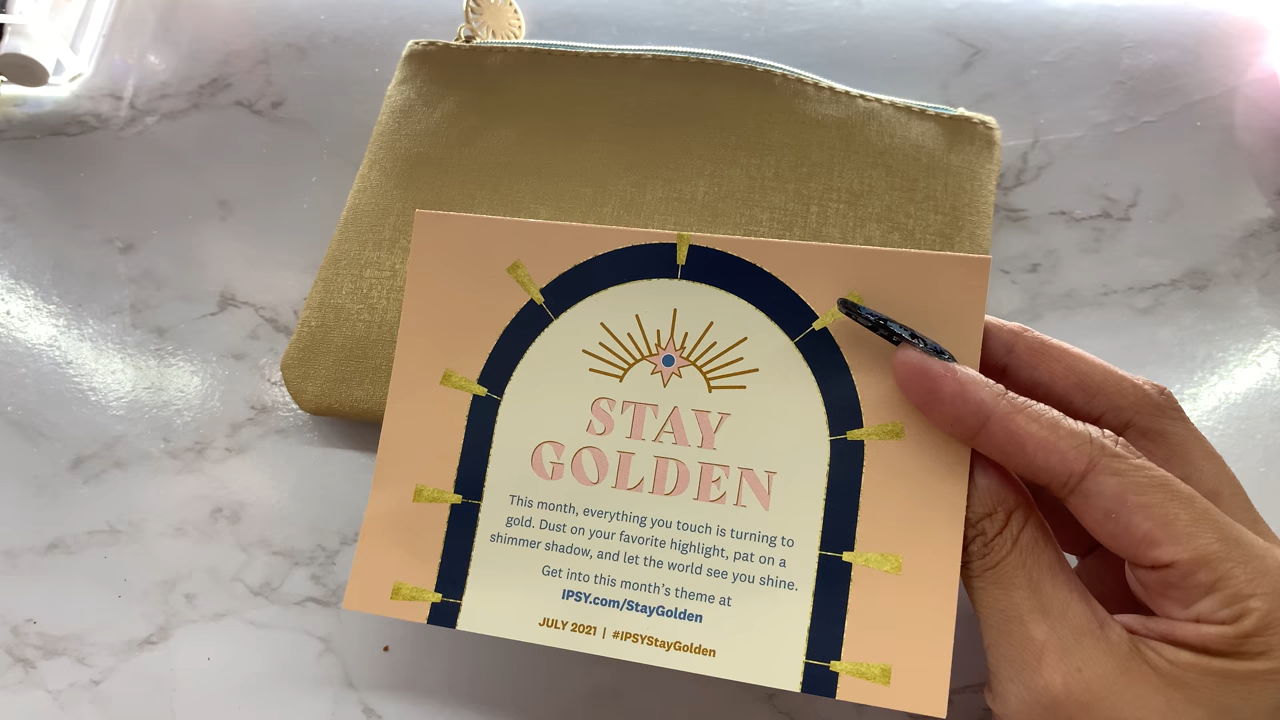 STAY
GOLDEN
This month, everything you touch is turning to
gold. Dust on your favorite highlight, pat on a
shimmer shadow, and let the world see you shine.
Get into this month's theme at
IPSY.com/StayGolden
JULY 2021 | #IPSYStayGolden